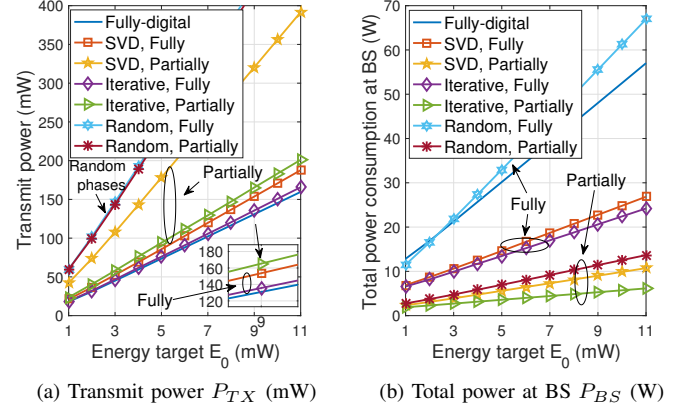 400
350
300
250
200
150
100
50
0
Transmit power (mW)
Fully-digital
SVD, Fully
SVD, Partially
Iterative, Fully
Iterative, Partially
Random, Fully
Random, Partially
Random
phases
Partially
Fully
180
160
140
120
9
1 3 5 7 9 11
Energy target E0 (mW)
(a) Transmit power PTX (mW)
70
60
50
40
30
20
10
0
Total power consumption at BS (W)
Fully-digital
SVD, Fully
SVD, Partially
Iterative, Fully
Iterative, Partially
Random, Fully
Random, Partially
Fully
Partially
1 3 5 7 9 11
Energy target E0 (mW)
(b) Total power at BS PBS (W)